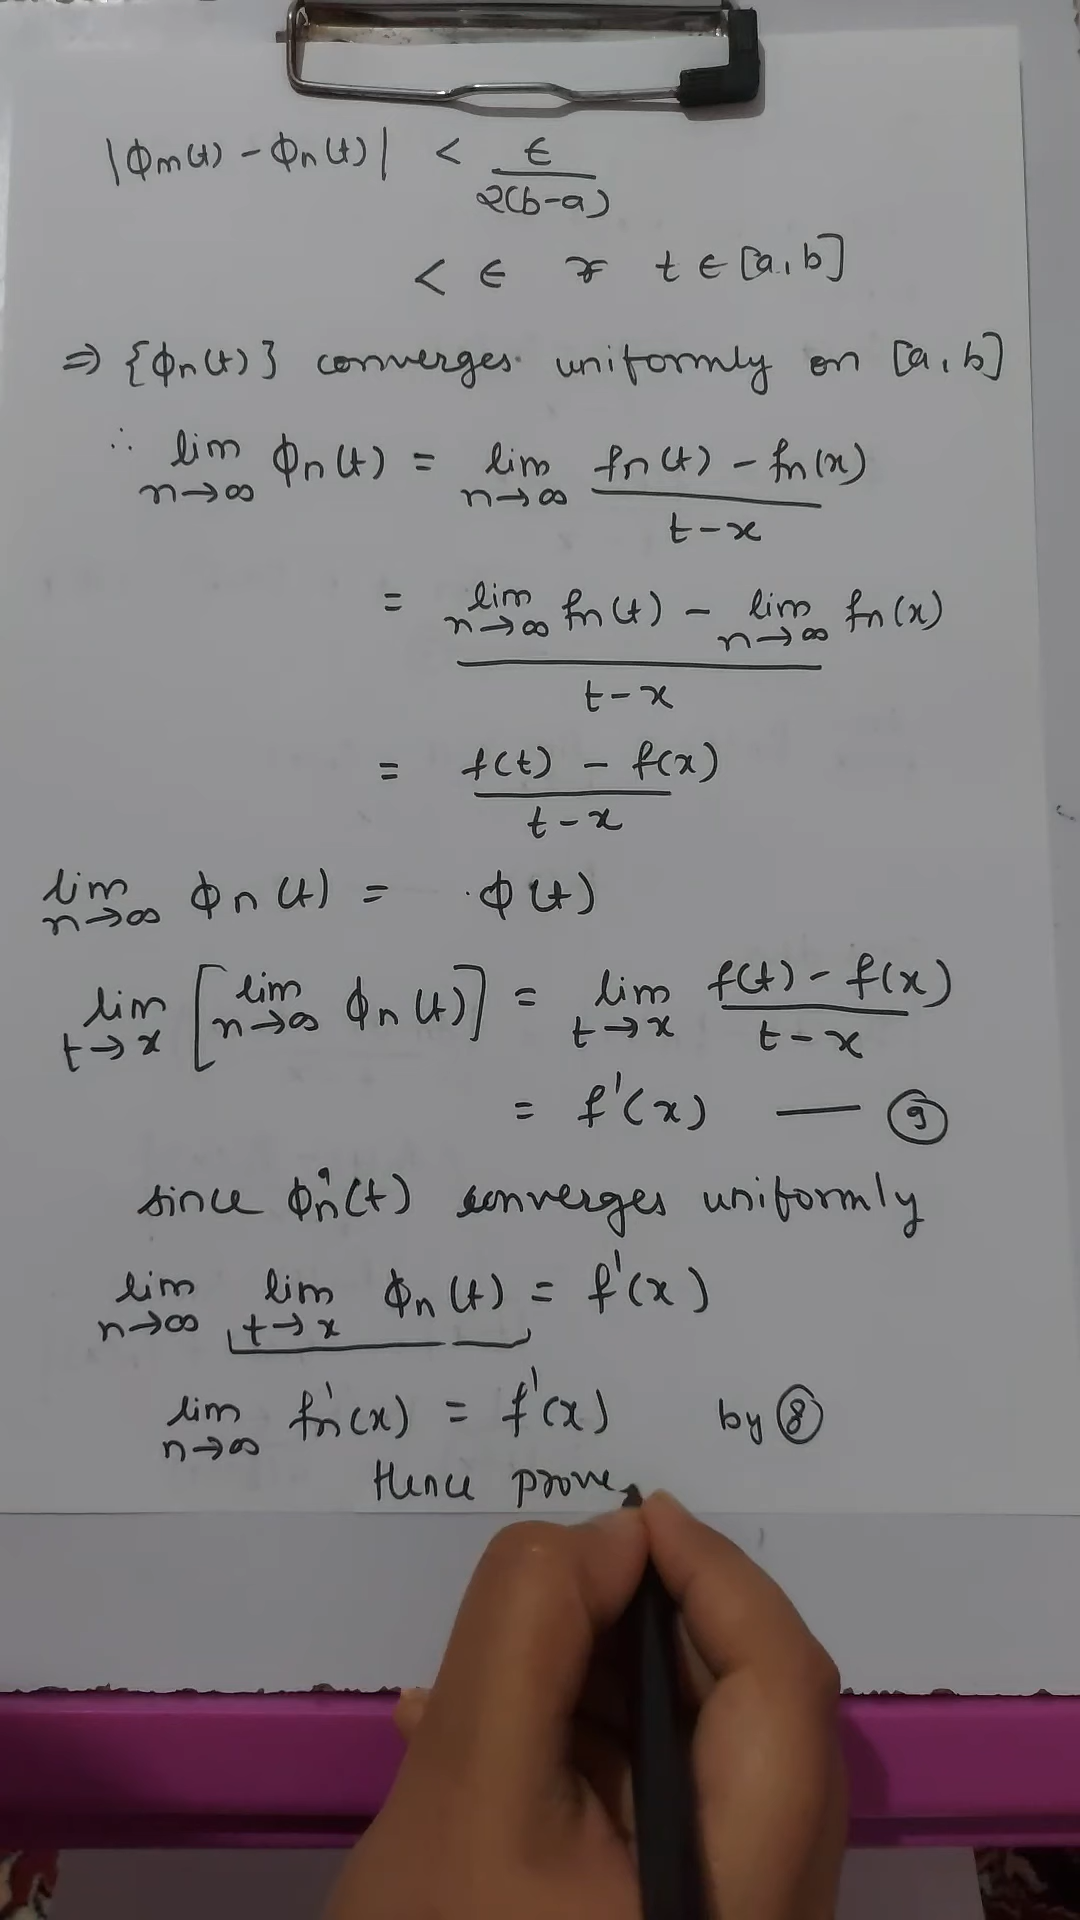 |ϕm(t) - ϕn(t)| < ϵ / 2(b-a)
< ϵ ∀ t ∈ [a, b]
⇒ {ϕn(t)} converges uniformly on [a, b]
∴ lim n→∞ ϕn(t) = lim n→∞ fn(t) - fn(x) / t-x
= lim n→∞ fn(t) - lim n→∞ fn(x) / t-x
= f(t) - f(x) / t-x
lim n→∞ ϕn(t) = ϕ(t)
lim t→x [lim n→∞ ϕn(t)] = lim t→x f(t) - f(x) / t-x
= f'(x) — ⑨
since ϕn(t) converges uniformly
lim n→∞ lim t→x ϕn(t) = f'(x)
lim n→∞ fn'(x) = f'(x) by ⑧
Hence prove